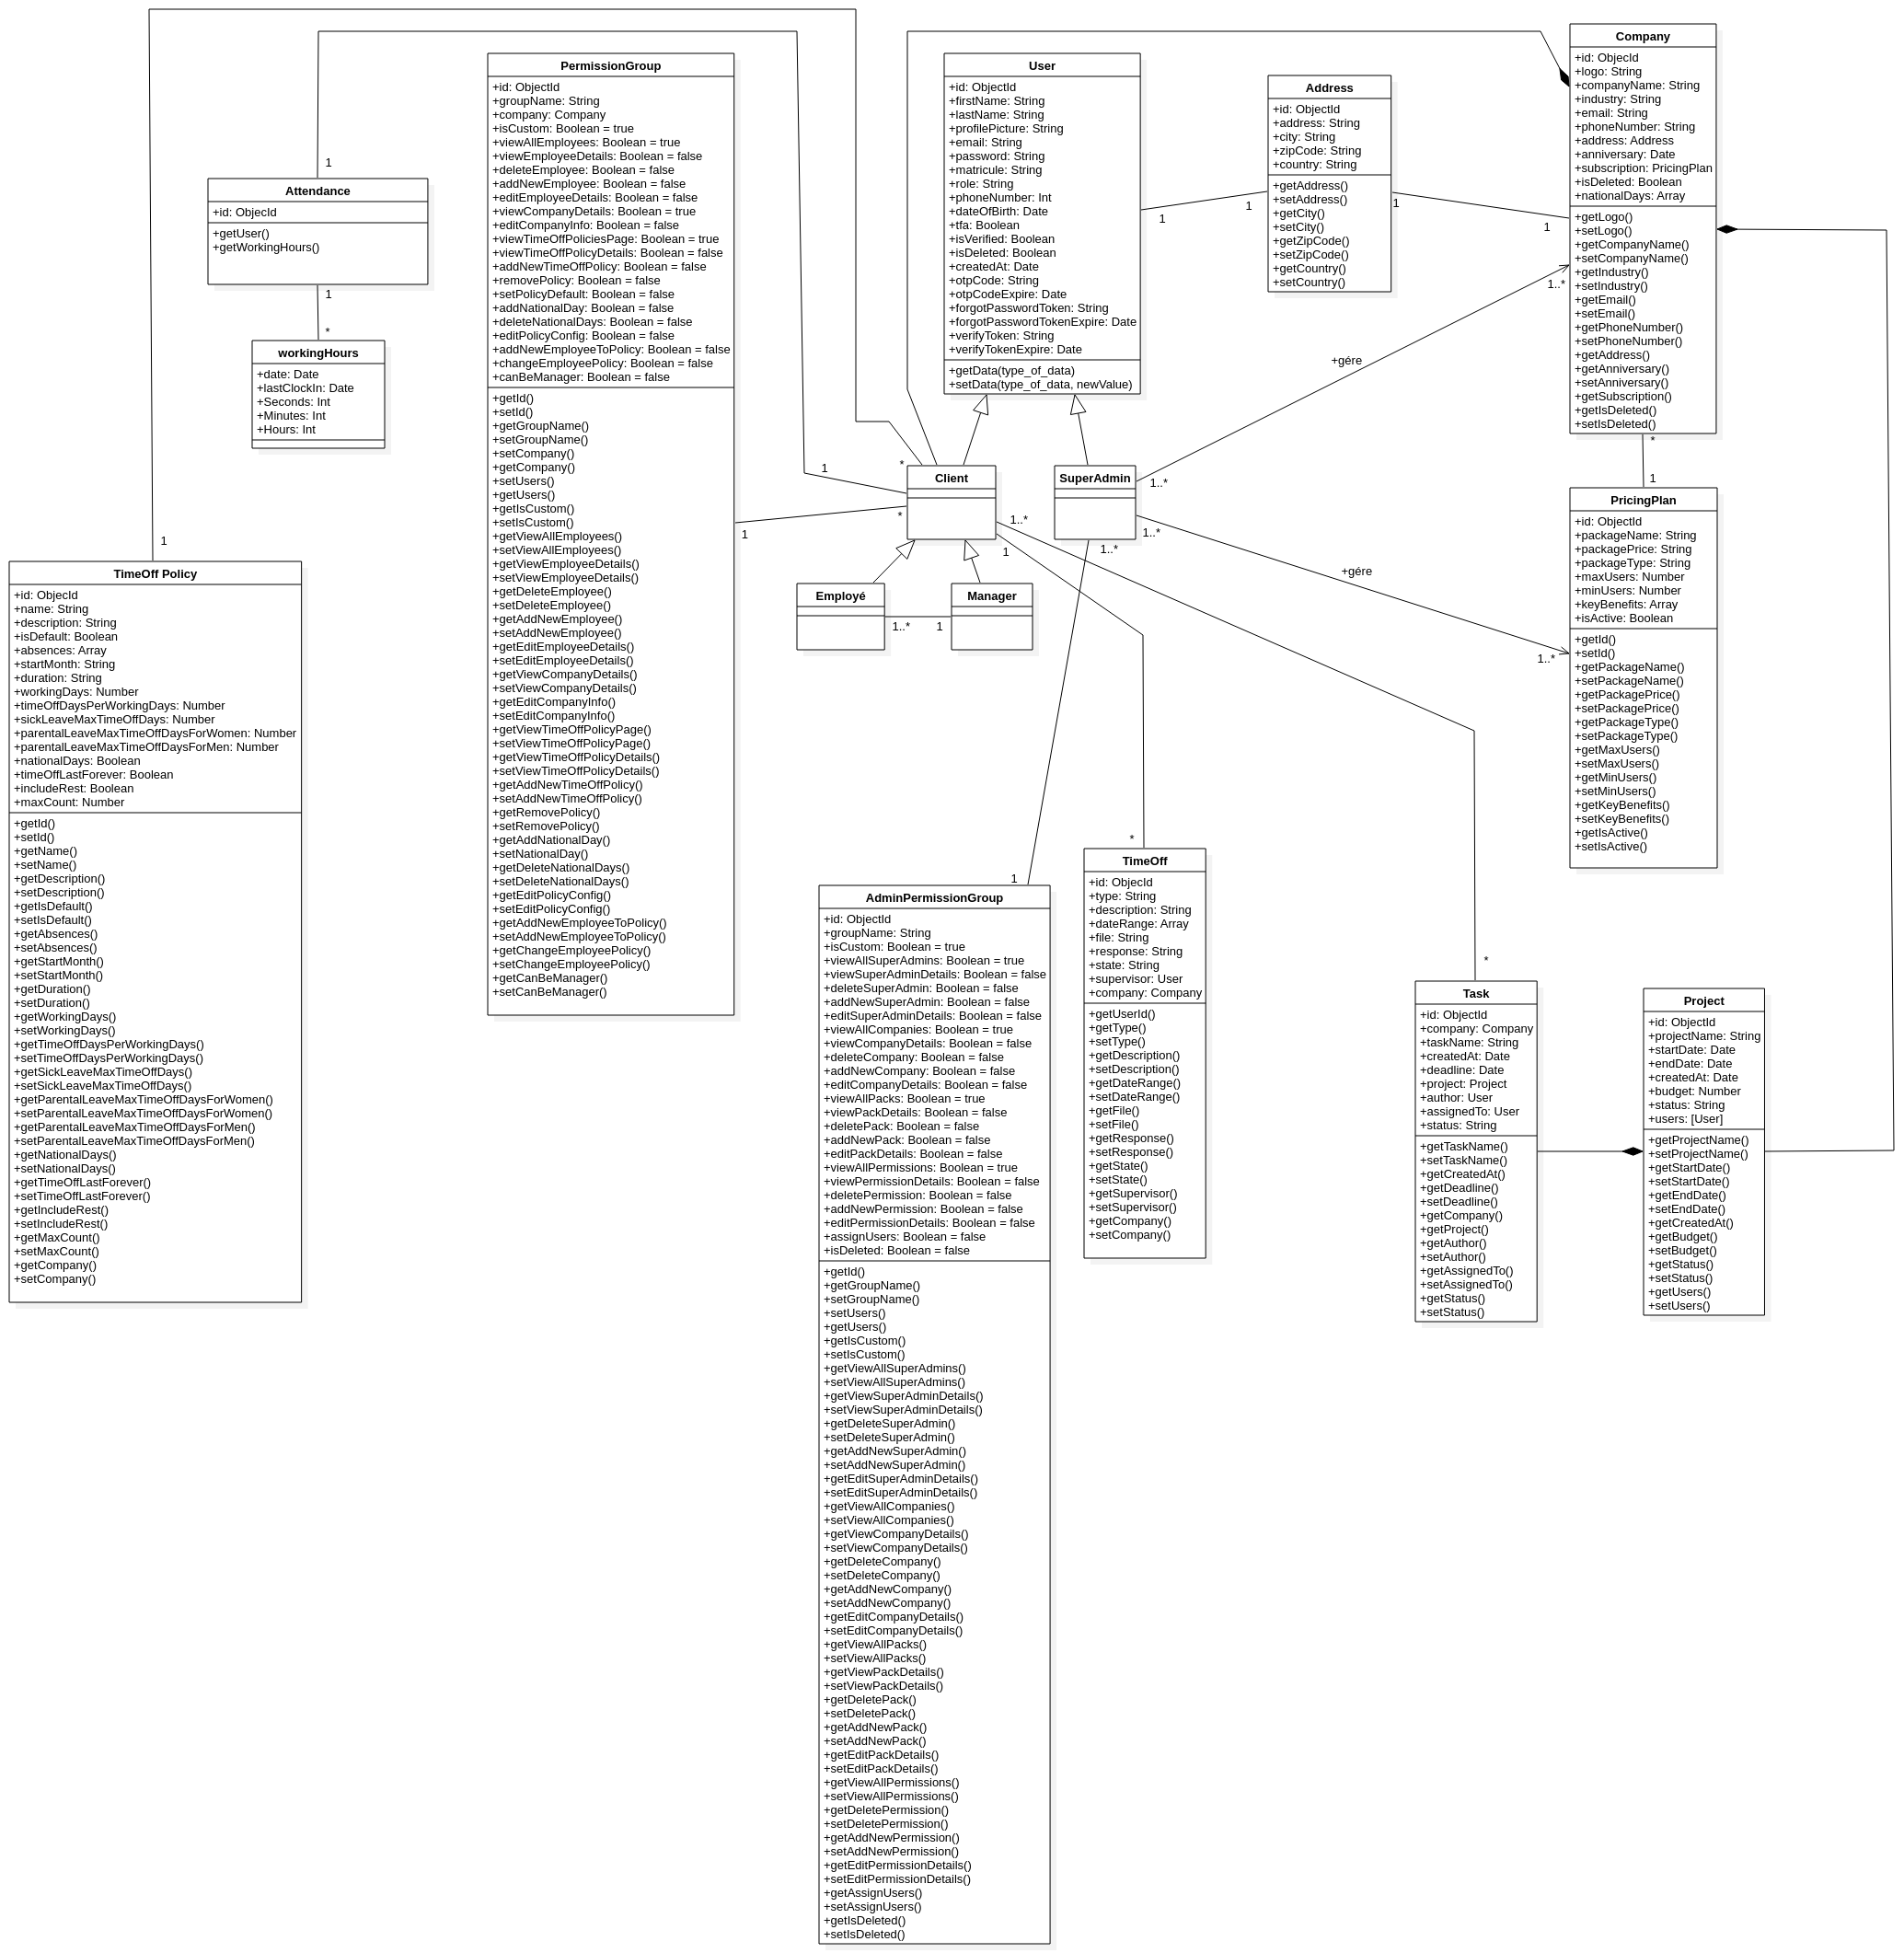 PermissionGroup
+id: ObjectId
+groupName: String
+company: Company
+isCustom: Boolean = true
+viewAllEmployees: Boolean = true
+viewEmployeeDetails: Boolean = false
+deleteEmployee: Boolean = false
+addNewEmployee: Boolean = false
+editEmployeeDetails: Boolean = false
+viewCompanyDetails: Boolean = true
+editCompanyInfo: Boolean = false
+viewTimeOffPoliciesPage: Boolean = true
+viewTimeOffPolicyDetails: Boolean = false
+addNewTimeOffPolicy: Boolean = false
+removePolicy: Boolean = false
+setPolicyDefault: Boolean = false
+addNationalDay: Boolean = false
+deleteNationalDays: Boolean = false
+editPolicyConfig: Boolean = false
+addNewEmployeeToPolicy: Boolean = false
+changeEmployeePolicy: Boolean = false
+canBeManager: Boolean = false
+getId()
+setId()
+getGroupName()
+setGroupName()
+setCompany()
+getCompany()
+setUsers()
+getUsers()
+getIsCustom()
+setIsCustom()
+getViewAllEmployees()
+setViewAllEmployees()
+getViewEmployeeDetails()
+setViewEmployeeDetails()
+getDeleteEmployee()
+setDeleteEmployee()
+getAddNewEmployee()
+setAddNewEmployee()
+getEditEmployeeDetails()
+setEditEmployeeDetails()
+getViewCompanyDetails()
+setViewCompanyDetails()
+getEditCompanyInfo()
+setEditCompanyInfo()
+getViewTimeOffPolicyPage()
+setViewTimeOffPolicyPage()
+getViewTimeOffPolicyDetails()
+setViewTimeOffPolicyDetails()
+getAddNewTimeOffPolicy()
+setAddNewTimeOffPolicy()
+getRemovePolicy()
+setRemovePolicy()
+getAddNationalDay()
+setNationalDay()
+getDeleteNationalDays()
+setDeleteNationalDays()
+getEditPolicyConfig()
+setEditPolicyConfig()
+getAddNewEmployeeToPolicy()
+setAddNewEmployeeToPolicy()
+getChangeEmployeePolicy()
+setChangeEmployeePolicy()
+getCanBeManager()
+setCanBeManager()
User
+id: ObjectId
+firstName: String
+lastName: String
+profilePicture: String
+email: String
+password: String
+matricule: String
+role: String
+phoneNumber: Int
+dateOfBirth: Date
+tfa: Boolean
+isVerified: Boolean
+isDeleted: Boolean
+createdAt: Date
+otpCode: String
+otpCodeExpire: Date
+forgotPasswordToken: String
+forgotPasswordTokenExpire: Date
+verifyToken: String
+verifyTokenExpire: Date
+getData(type_of_data)
+setData(type_of_data, newValue)
Address
+id: ObjectId
+address: String
+city: String
+zipCode: String
+country: String
+getAddress()
+setAddress()
+getCity()
+setCity()
+getZipCode()
+setZipCode()
+getCountry()
+setCountry()
Company
+id: ObjecId
+logo: String
+companyName: String
+industry: String
+email: String
+phoneNumber: String
+address: Address
+anniversary: Date
+subscription: PricingPlan
+isDeleted: Boolean
+nationalDays: Array
+getLogo()
+setLogo()
+getCompanyName()
+setCompanyName()
+getIndustry()
+setIndustry()
+getEmail()
+setEmail()
+getPhoneNumber()
+setPhoneNumber()
+getAddress()
+getAnniversary()
+setAnniversary()
+getSubscription()
+getIsDeleted()
+setIsDeleted()
Attendance
+id: ObjecId
+getUser()
+getWorkingHours()
workingHours
+date: Date
+lastClockIn: Date
+Seconds: Int
+Minutes: Int
+Hours: Int
1
1
*
1
1
1
1
1
1..*
+gére
1..*
*
1
*
1
*
1
1
Client
SuperAdmin
Employé
Manager
1..*
1
1..*
1
1..*
1..*
+gére
1..*
PricingPlan
+id: ObjectId
+packageName: String
+packagePrice: String
+packageType: String
+maxUsers: Number
+minUsers: Number
+keyBenefits: Array
+isActive: Boolean
+getId()
+setId()
+getPackageName()
+setPackageName()
+getPackagePrice()
+setPackagePrice()
+getPackageType()
+setPackageType()
+getMaxUsers()
+setMaxUsers()
+getMinUsers()
+setMinUsers()
+getKeyBenefits()
+setKeyBenefits()
+getIsActive()
+setIsActive()
TimeOff Policy
+id: ObjecId
+name: String
+description: String
+isDefault: Boolean
+absences: Array
+startMonth: String
+duration: String
+workingDays: Number
+timeOffDaysPerWorkingDays: Number
+sickLeaveMaxTimeOffDays: Number
+parentalLeaveMaxTimeOffDaysForWomen: Number
+parentalLeaveMaxTimeOffDaysForMen: Number
+nationalDays: Boolean
+timeOffLastForever: Boolean
+includeRest: Boolean
+maxCount: Number
+getId()
+setId()
+getName()
+setName()
+getDescription()
+setDescription()
+getIsDefault()
+setIsDefault()
+getAbsences()
+setAbsences()
+getStartMonth()
+setStartMonth()
+getDuration()
+setDuration()
+getWorkingDays()
+setWorkingDays()
+getTimeOffDaysPerWorkingDays()
+setTimeOffDaysPerWorkingDays()
+getSickLeaveMaxTimeOffDays()
+setSickLeaveMaxTimeOffDays()
+getParentalLeaveMaxTimeOffDaysForWomen()
+setParentalLeaveMaxTimeOffDaysForWomen()
+getParentalLeaveMaxTimeOffDaysForMen()
+setParentalLeaveMaxTimeOffDaysForMen()
+getNationalDays()
+setNationalDays()
+getTimeOffLastForever()
+setTimeOffLastForever()
+getIncludeRest()
+setIncludeRest()
+getMaxCount()
+setMaxCount()
+getCompany()
+setCompany()
1
AdminPermissionGroup
+id: ObjectId
+groupName: String
+isCustom: Boolean = true
+viewAllSuperAdmins: Boolean = true
+viewSuperAdminDetails: Boolean = false
+deleteSuperAdmin: Boolean = false
+addNewSuperAdmin: Boolean = false
+editSuperAdminDetails: Boolean = false
+viewAllCompanies: Boolean = true
+viewCompanyDetails: Boolean = false
+deleteCompany: Boolean = false
+addNewCompany: Boolean = false
+editCompanyDetails: Boolean = false
+viewAllPacks: Boolean = true
+viewPackDetails: Boolean = false
+deletePack: Boolean = false
+addNewPack: Boolean = false
+editPackDetails: Boolean = false
+viewAllPermissions: Boolean = true
+viewPermissionDetails: Boolean = false
+deletePermission: Boolean = false
+addNewPermission: Boolean = false
+editPermissionDetails: Boolean = false
+assignUsers: Boolean = false
+isDeleted: Boolean = false
+getId()
+getGroupName()
+setGroupName()
+setUsers()
+getUsers()
+getIsCustom()
+setIsCustom()
+getViewAllSuperAdmins()
+setViewAllSuperAdmins()
+getViewSuperAdminDetails()
+setViewSuperAdminDetails()
+getDeleteSuperAdmin()
+setDeleteSuperAdmin()
+getAddNewSuperAdmin()
+setAddNewSuperAdmin()
+getEditSuperAdminDetails()
+setEditSuperAdminDetails()
+getViewAllCompanies()
+setViewAllCompanies()
+getViewCompanyDetails()
+setViewCompanyDetails()
+getDeleteCompany()
+setDeleteCompany()
+getAddNewCompany()
+setAddNewCompany()
+getEditCompanyDetails()
+setEditCompanyDetails()
+getViewAllPacks()
+setViewAllPacks()
+getViewPackDetails()
+setViewPackDetails()
+getDeletePack()
+setDeletePack()
+getAddNewPack()
+setAddNewPack()
+getEditPackDetails()
+setEditPackDetails()
+getViewAllPermissions()
+setViewAllPermissions()
+getDeletePermission()
+setDeletePermission()
+getAddNewPermission()
+setAddNewPermission()
+getEditPermissionDetails()
+setEditPermissionDetails()
+getAssignUsers()
+setAssignUsers()
+getIsDeleted()
+setIsDeleted()
*
TimeOff
+id: ObjecId
+type: String
+description: String
+dateRange: Array
+file: String
+response: String
+state: String
+supervisor: User
+company: Company
+getUserId()
+getType()
+setType()
+getDescription()
+setDescription()
+getDateRange()
+setDateRange()
+getFile()
+setFile()
+getResponse()
+setResponse()
+getState()
+setState()
+getSupervisor()
+setSupervisor()
+getCompany()
+setCompany()
*
Task
+id: ObjectId
+company: Company
+taskName: String
+createdAt: Date
+deadline: Date
+project: Project
+author: User
+assignedTo: User
+status: String
+getTaskName()
+setTaskName()
+getCreatedAt()
+getDeadline()
+setDeadline()
+getCompany()
+getProject()
+getAuthor()
+setAuthor()
+getAssignedTo()
+setAssignedTo()
+getStatus()
+setStatus()
Project
+id: ObjectId
+projectName: String
+startDate: Date
+endDate: Date
+createdAt: Date
+budget: Number
+status: String
+users: [User]
+getProjectName()
+setProjectName()
+getStartDate()
+setStartDate()
+getEndDate()
+setEndDate()
+getCreatedAt()
+getBudget()
+setBudget()
+getStatus()
+setStatus()
+getUsers()
+setUsers()